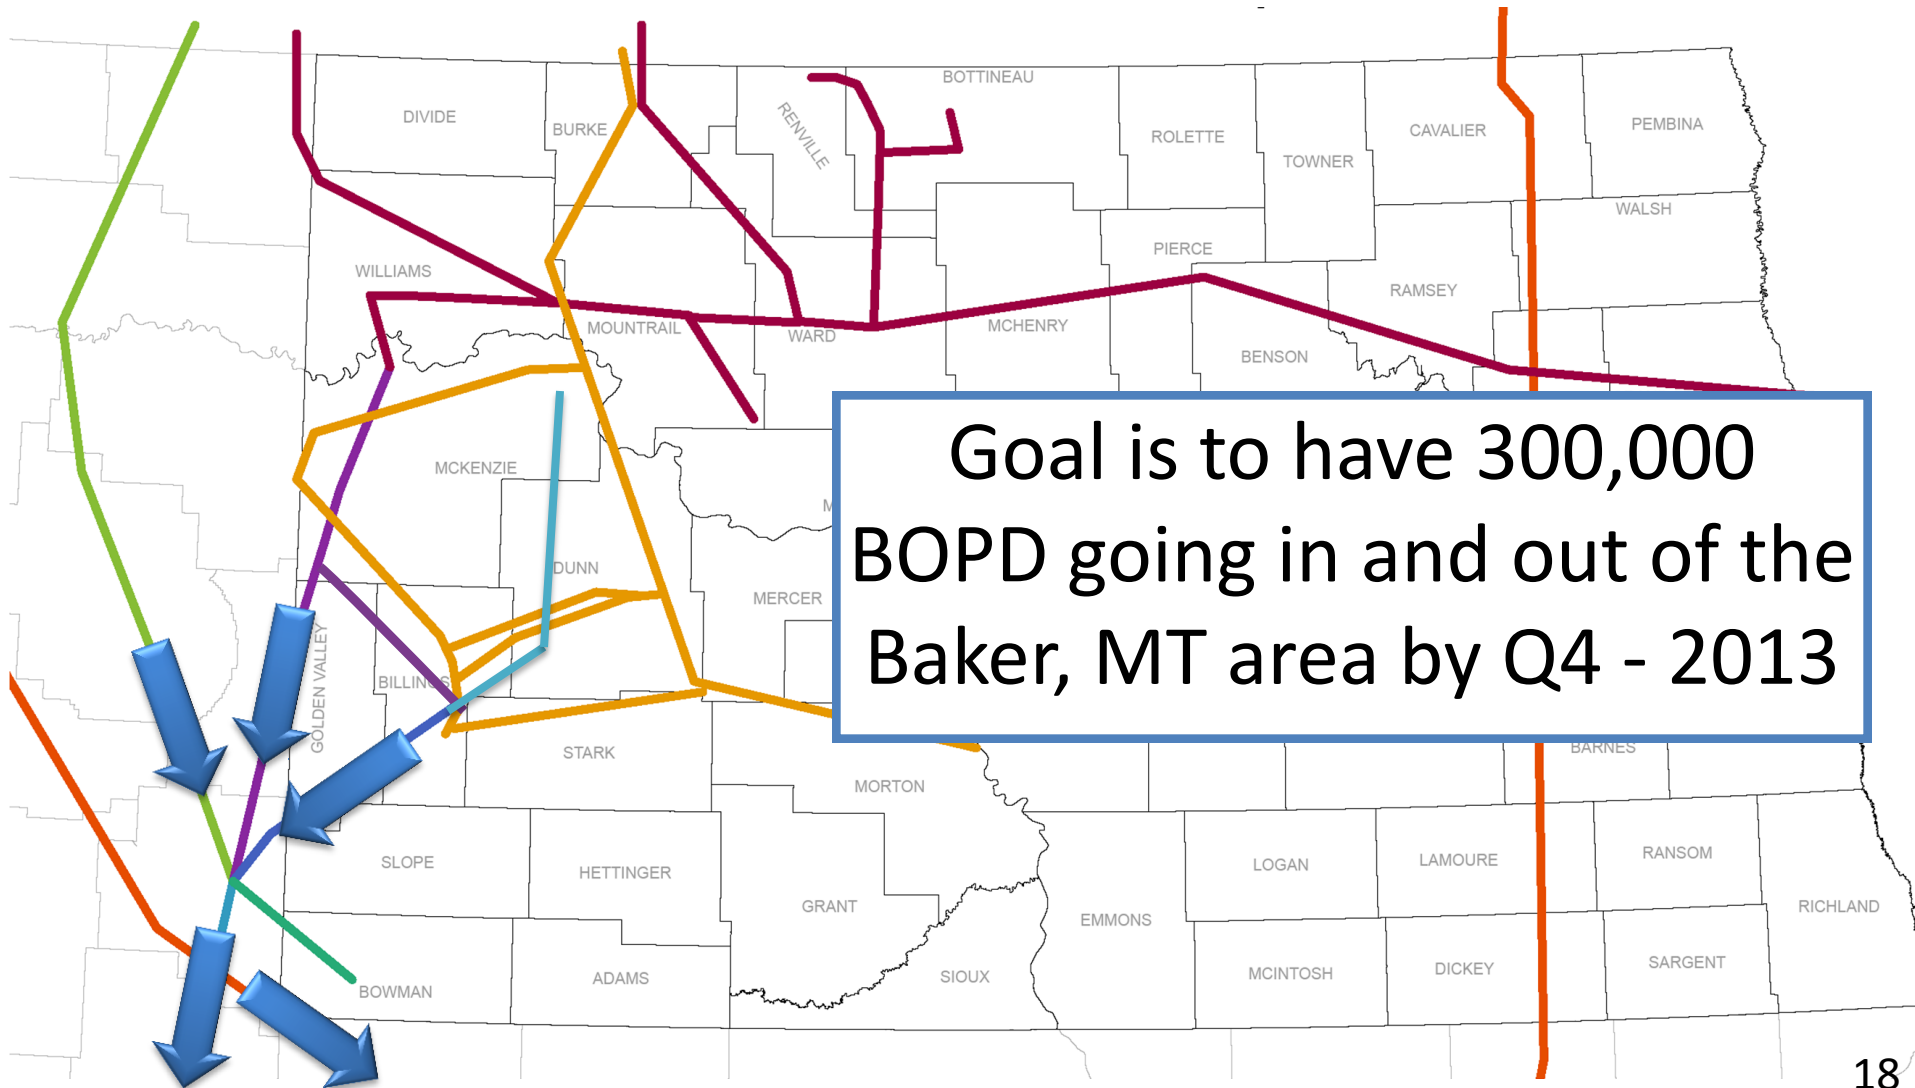 BOTTINEAU
DIVIDE
BURKE
RENVILLE
ROLETTE
TOWNER
CAVALIER
PEMBINA
WALSH
PIERCE
WILLIAMS
RAMSEY
MOUNTRAIL
WARD
MCHENRY
BENSON
MCKENZIE
Goal is to have 300,000
BOPD going in and out of the
Baker, MT area by Q4 - 2013
DUNN
MERCER
GOLDEN VALLEY
BILLINGS
STARK
BARNES
MORTON
SLOPE
HETTINGER
LOGAN
LAMOURE
RANSOM
GRANT
EMMONS
RICHLAND
BOWMAN
ADAMS
SIOUX
MCINTOSH
DICKEY
SARGENT
18